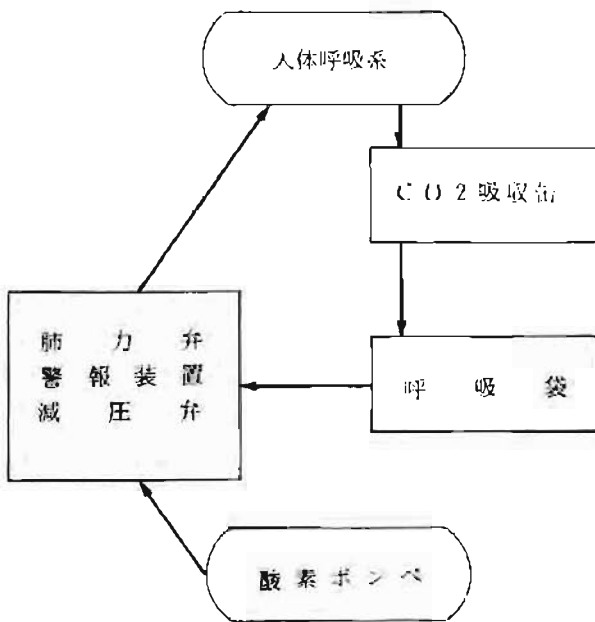 人体呼吸系
CO2吸収缶
肺力弁
警報装置
減圧弁
呼吸袋
酸素ボンベ